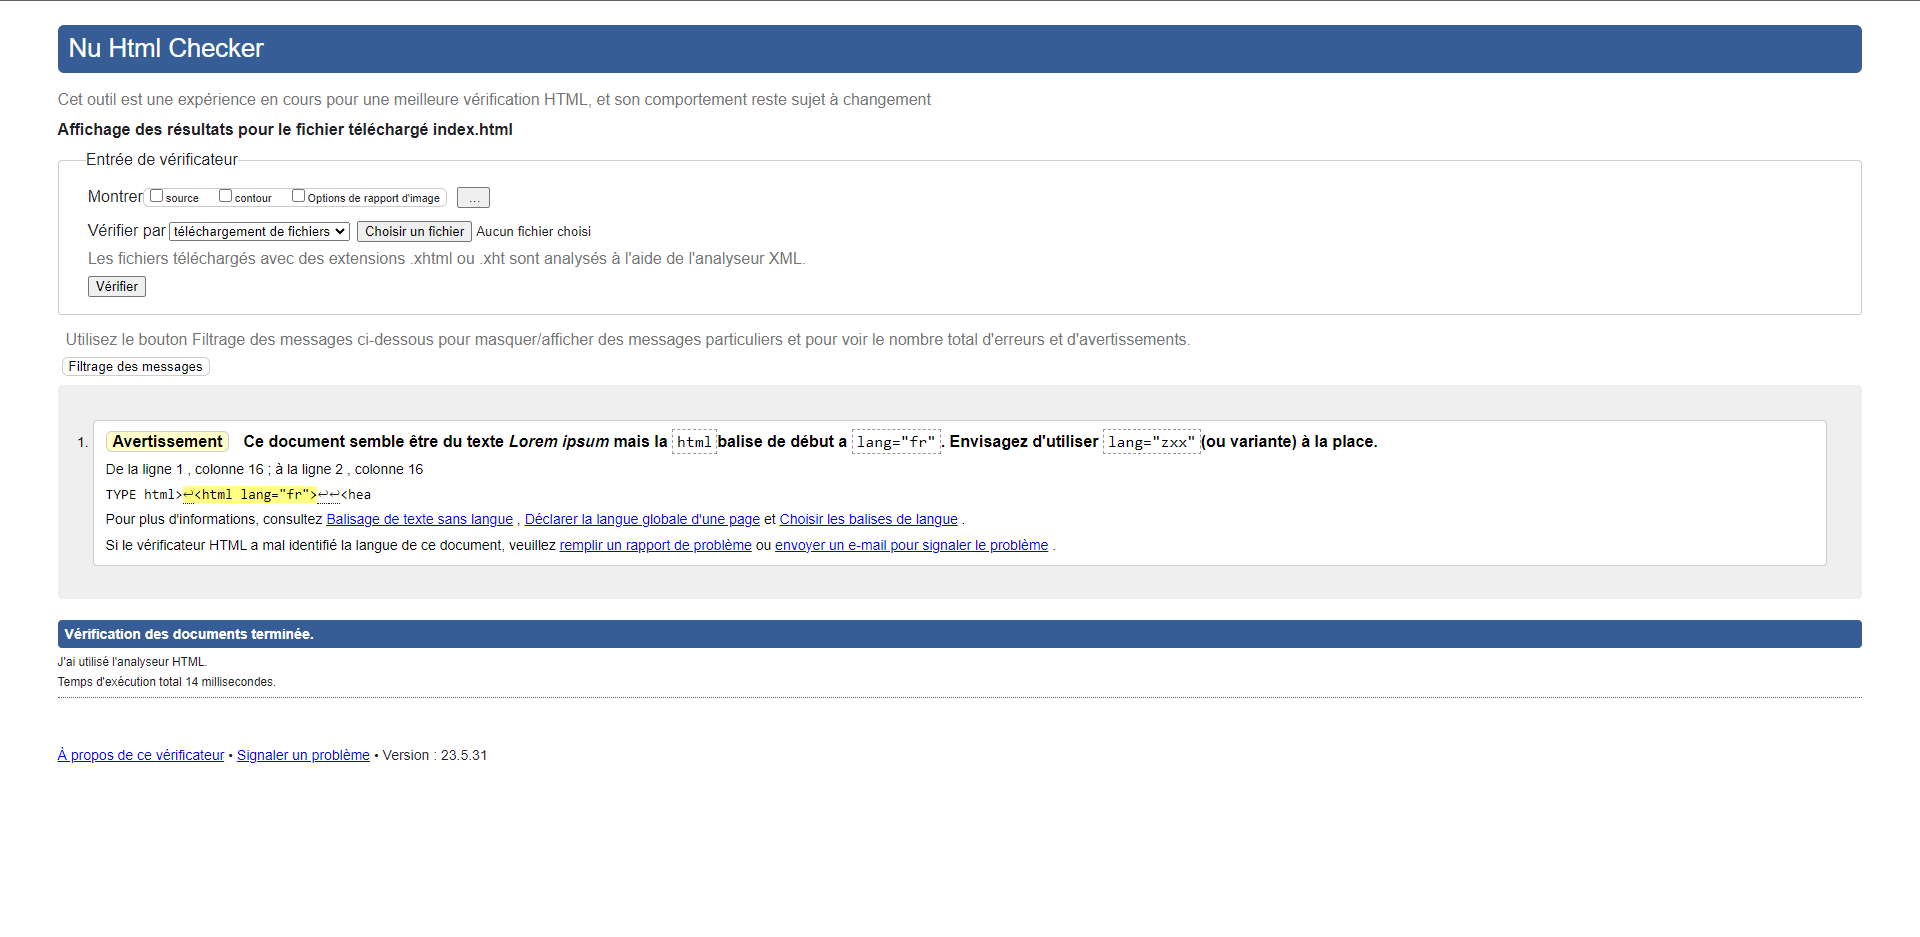 Nu Html Checker
Cet outil est une expérience en cours pour une meilleure vérification HTML, et son comportement reste sujet à changement
Affichage des résultats pour le fichier téléchargé index.html
Entrée de vérificateur
Montrer source contour Options de rapport d'image ...
Vérifier par téléchargement de fichiers Choisir un fichier Aucun fichier choisi
Les fichiers téléchargés avec des extensions .xhtml ou .xht sont analysés à l'aide de l'analyseur XML.
Vérifier
Utilisez le bouton Filtrage des messages ci-dessous pour masquer/afficher des messages particuliers et pour voir le nombre total d'erreurs et d'avertissements.
Filtrage des messages
1. Avertissement Ce document semble être du texte Lorem ipsum mais la html balise de début a lang="fr". Envisagez d'utiliser lang="zxx" (ou variante) à la place.
De la ligne 1 , colonne 16 ; à la ligne 2 , colonne 16
TYPE html>↩<html lang="fr">↩↩<hea
Pour plus d'informations, consultez Balisage de texte sans langue , Déclarer la langue globale d'une page et Choisir les balises de langue .
Si le vérificateur HTML a mal identifié la langue de ce document, veuillez remplir un rapport de problème ou envoyer un e-mail pour signaler le problème .
Vérification des documents terminée.
J'ai utilisé l'analyseur HTML.
Temps d'exécution total 14 millisecondes.
À propos de ce vérificateur • Signaler un problème • Version : 23.5.31